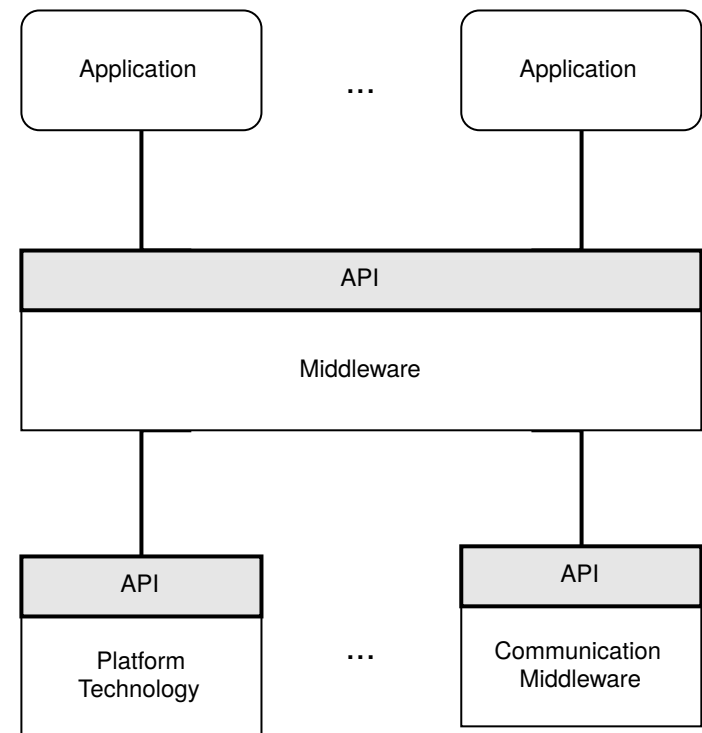 Application
...
Application
API
Middleware
API
API
Platform
Technology
...
Communication
Middleware